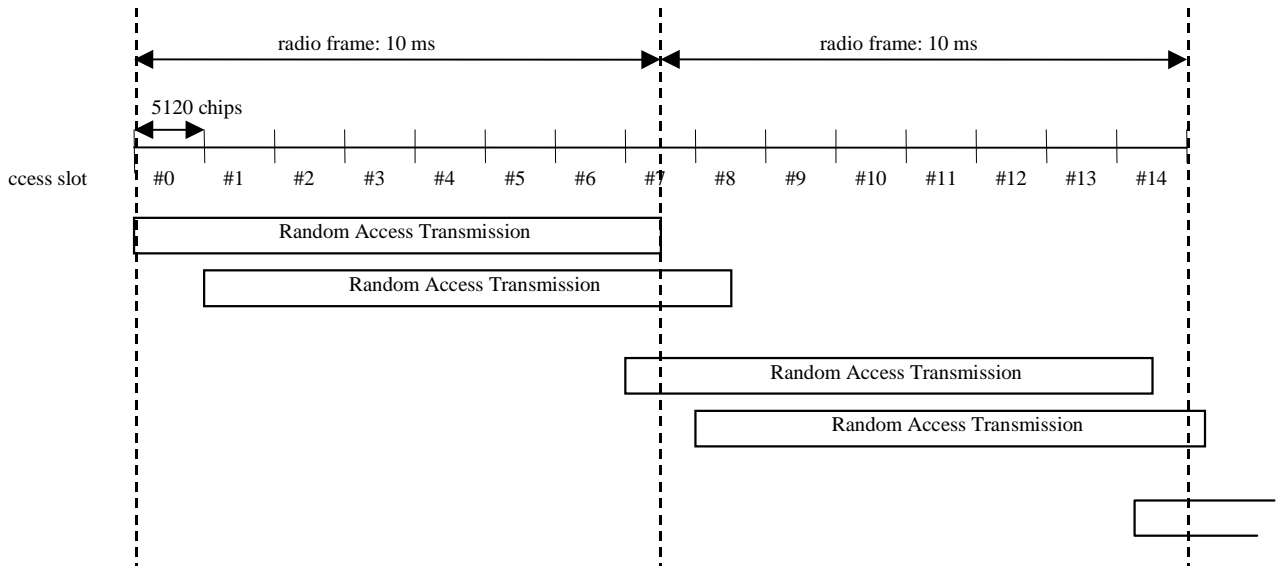 radio frame: 10 ms radio frame: 10 ms
5120 chips
ccess slot #0 #1 #2 #3 #4 #5 #6 #7 #8 #9 #10 #11 #12 #13 #14
Random Access Transmission
Random Access Transmission
Random Access Transmission
Random Access Transmission